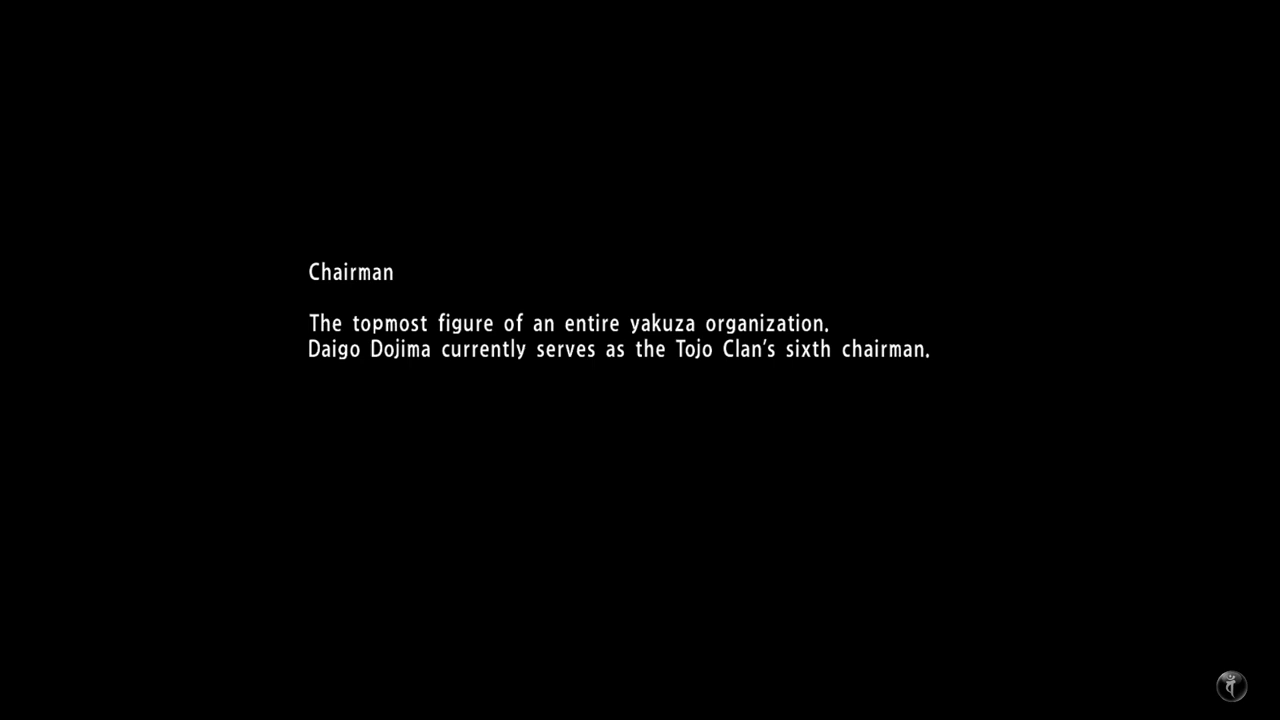 Chairman
The topmost figure of an entire yakuza organization.
Daigo Dojima currently serves as the Tojo Clan's sixth chairman.